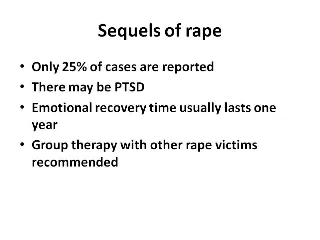 Sequels of rape
• Only 25% of cases are reported
• There may be PTSD
• Emotional recovery time usually lasts one
year
• Group therapy with other rape victims
recommended